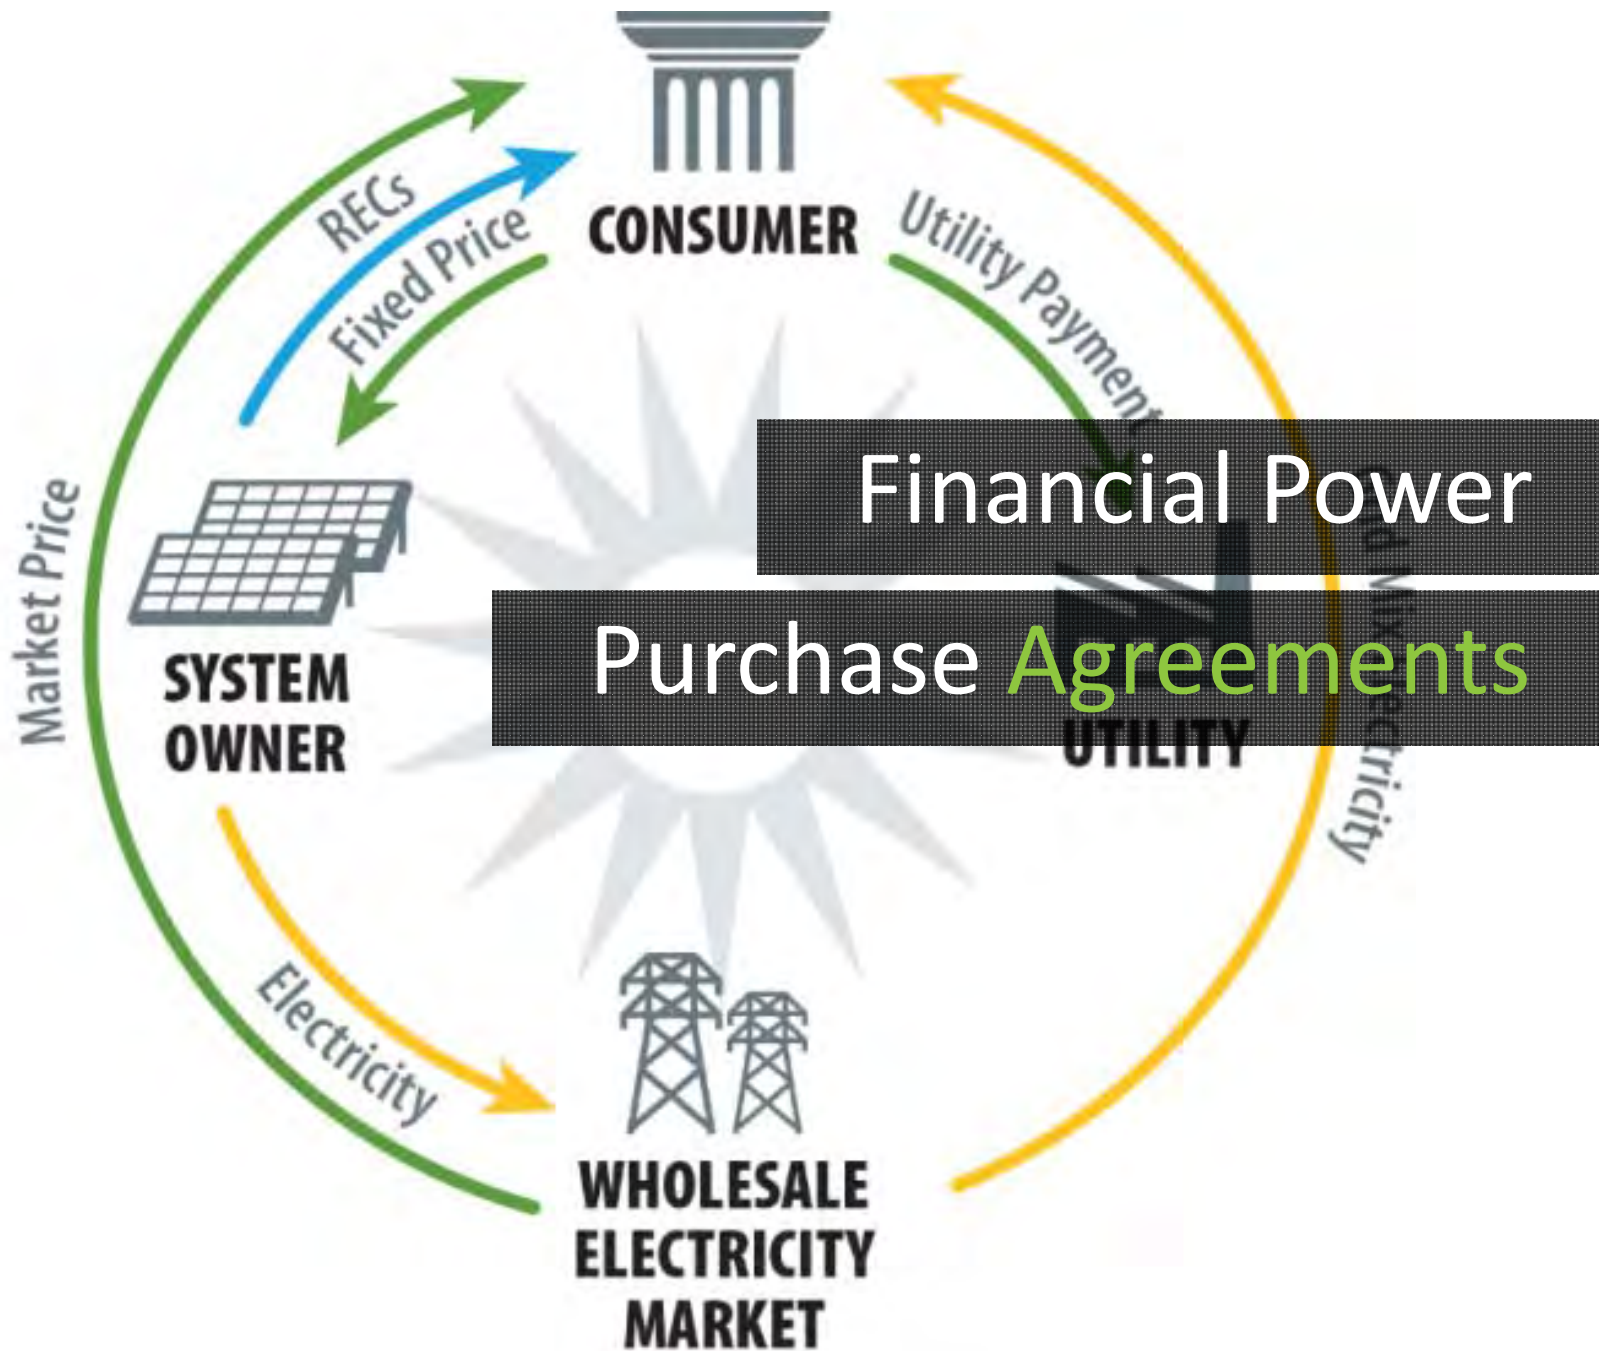 RECs
Fixed Price
CONSUMER
Utility Payment
Financial Power
Purchase Agreements
Market Price
SYSTEM
OWNER
UTILITY
Electricity
WHOLESALE
ELECTRICITY
MARKET